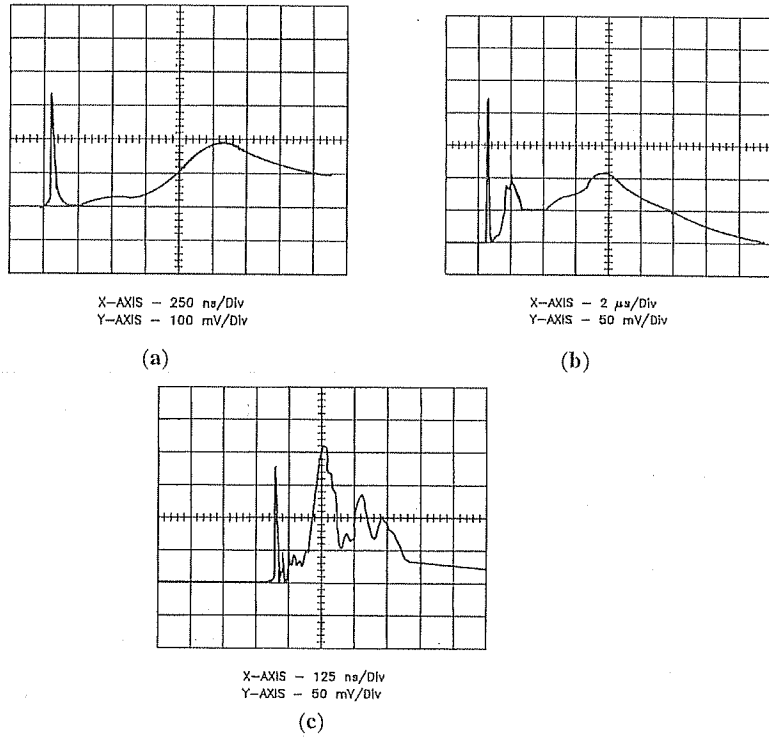 X-AXIS – 250 ns/Div
Y-AXIS – 100 mV/Div
(a)
X-AXIS – 2 μs/Div
Y-AXIS – 50 mV/Div
(b)
X-AXIS – 125 ns/Div
Y-AXIS – 50 mV/Div
(c)